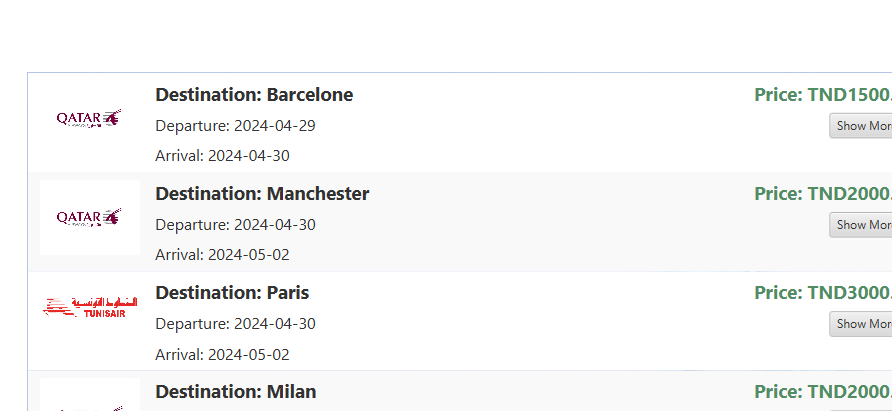 QATAR
Destination: Barcelone
Price: TND1500.
Departure: 2024-04-29
Show Mor
Arrival: 2024-04-30
QATAR
Destination: Manchester
Price: TND2000.
Departure: 2024-04-30
Show Mor
Arrival: 2024-05-02
الخطوط التونسية
TUNISAIR
Destination: Paris
Price: TND3000.
Departure: 2024-04-30
Show Mor
Arrival: 2024-05-02
Destination: Milan
Price: TND2000.